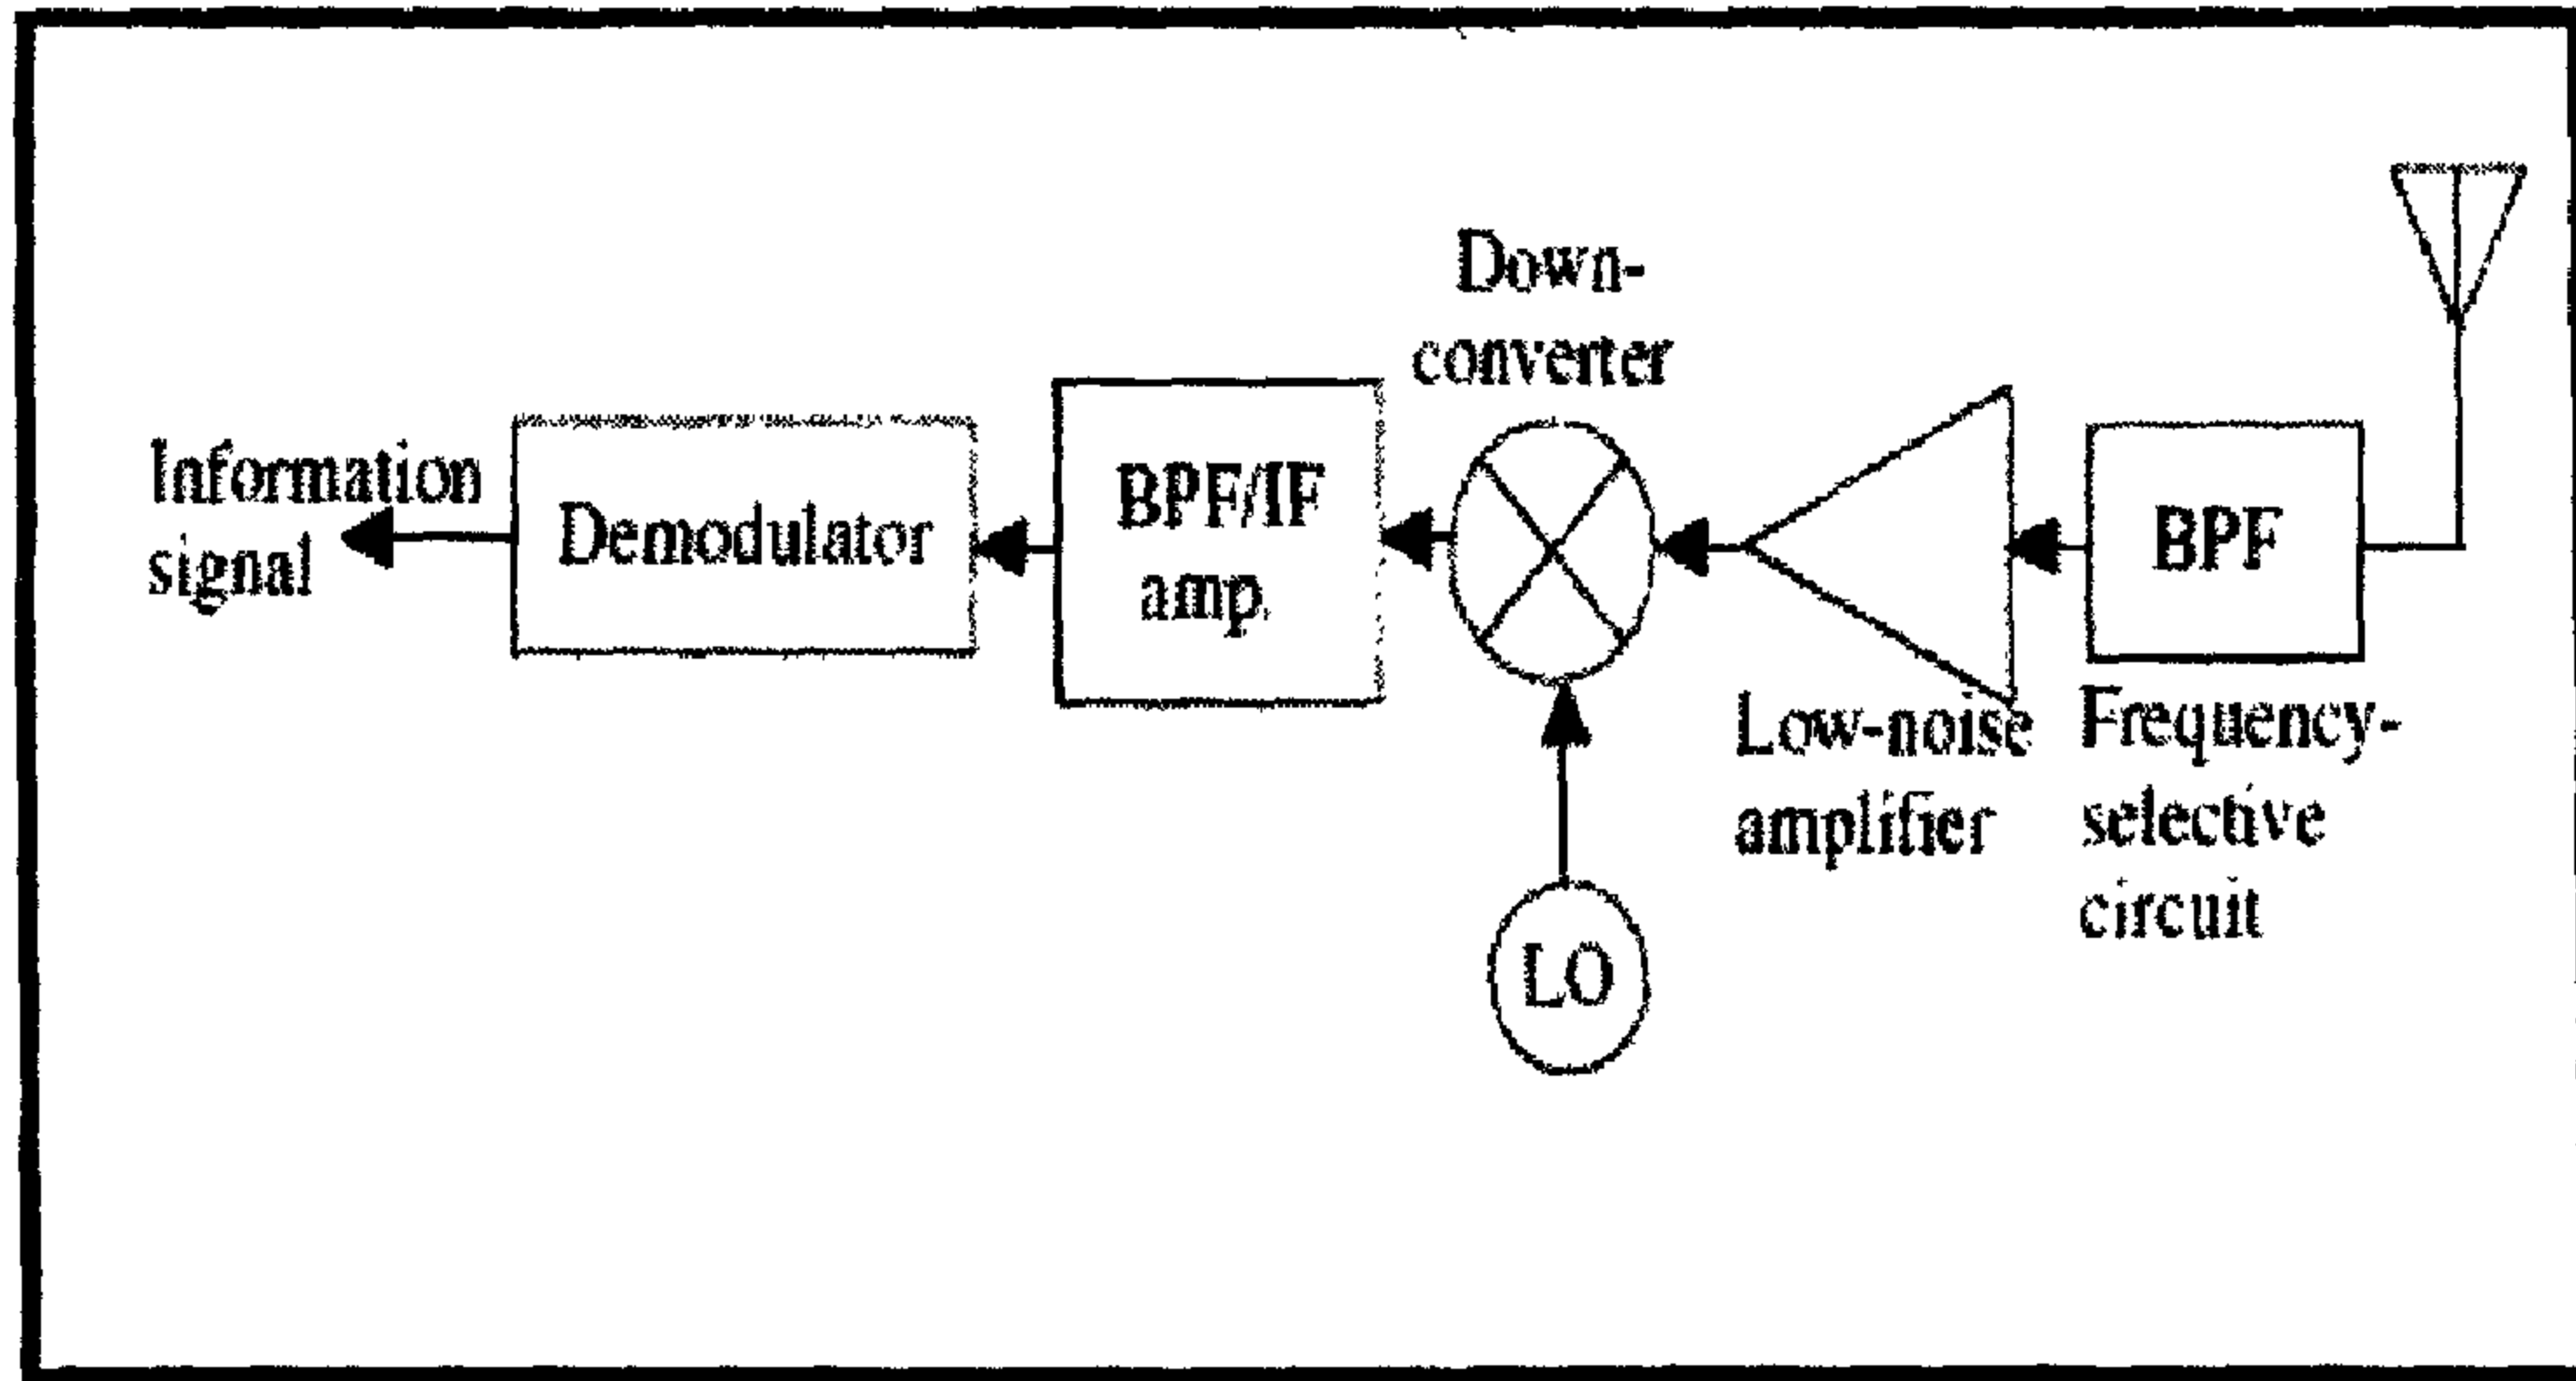 Information
signal
Demodulator
BPF/IF
amp.
Down-
converter
LO
Low-noise
amplifier
BPF
Frequency-
selective
circuit